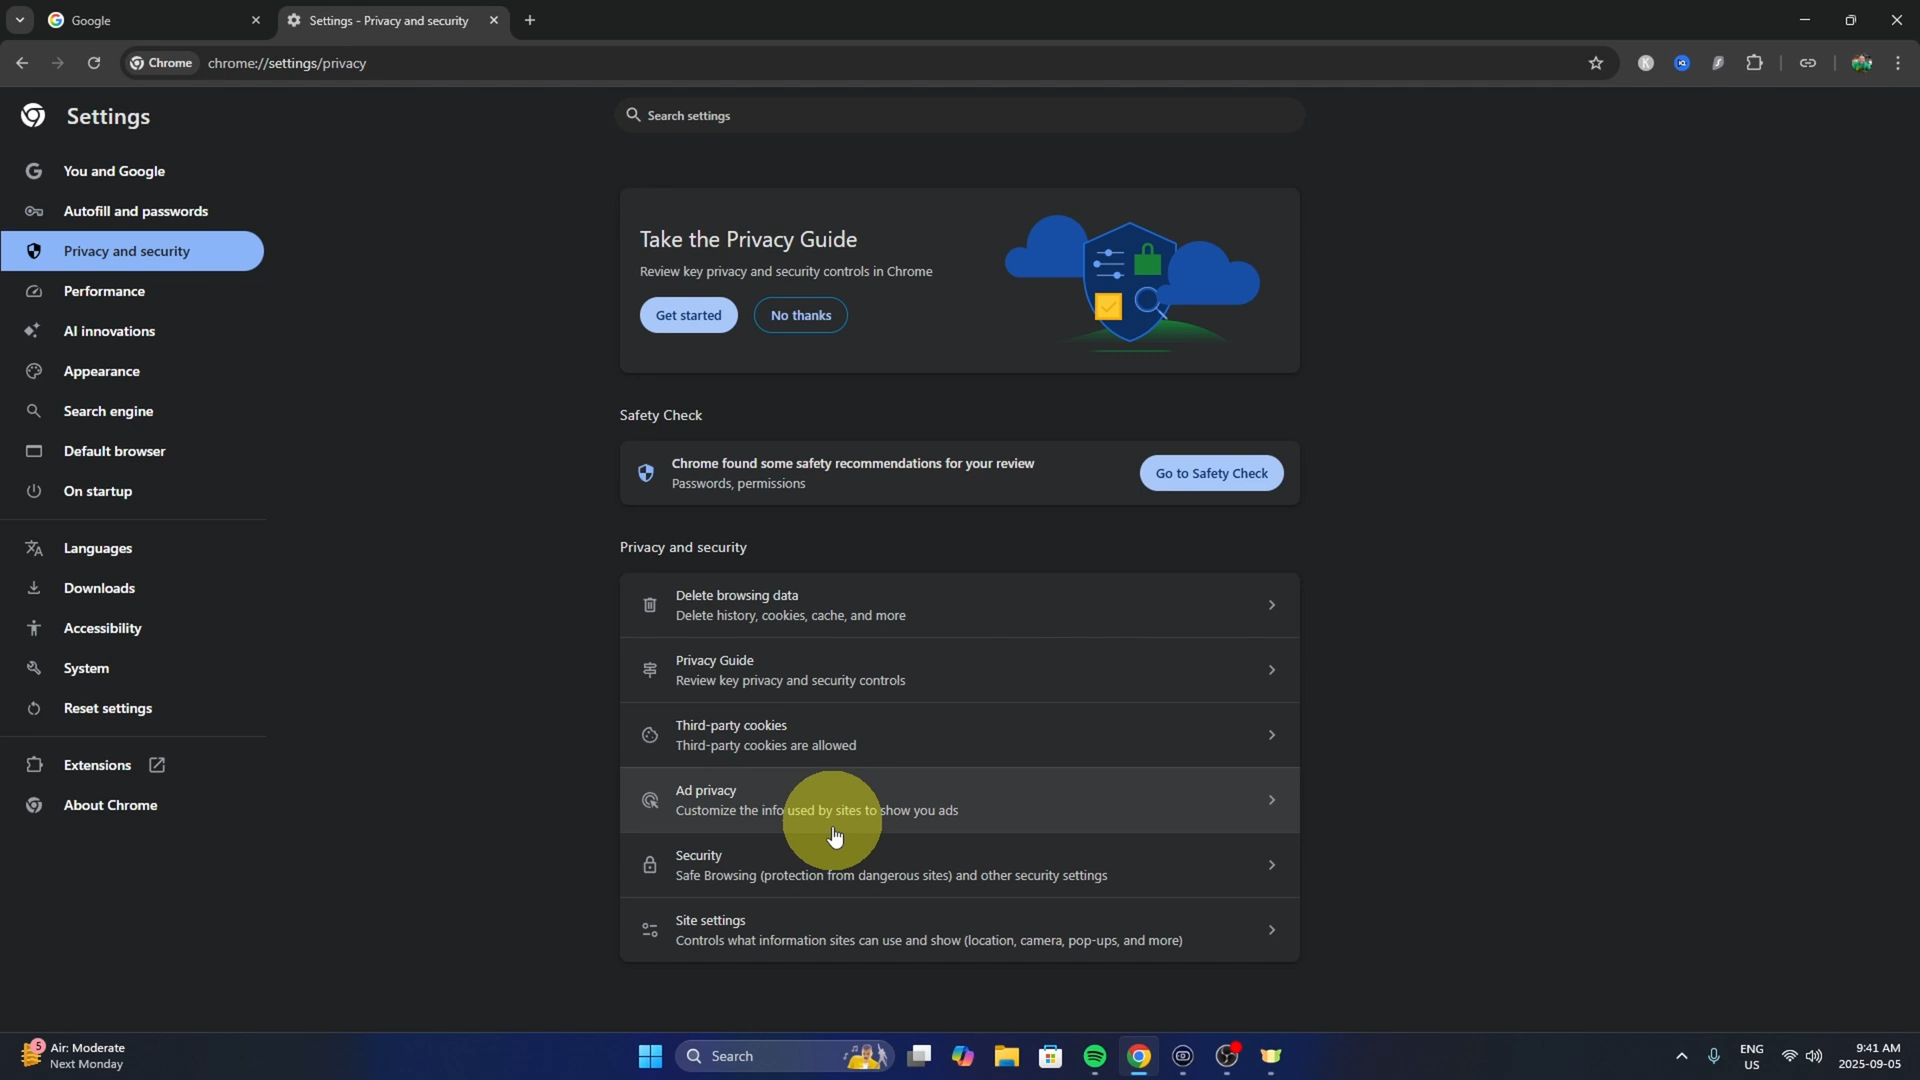 Google
Settings - Privacy and security
Chrome
chrome://settings/privacy
Settings
Search settings
You and Google
Autofill and passwords
Privacy and security
Performance
AI innovations
Appearance
Search engine
Default browser
On startup
Languages
Downloads
Accessibility
System
Reset settings
Extensions
About Chrome
Take the Privacy Guide
Review key privacy and security controls in Chrome
Get started
No thanks
Safety Check
Chrome found some safety recommendations for your review
Passwords, permissions
Go to Safety Check
Privacy and security
Delete browsing data
Delete history, cookies, cache, and more
Privacy Guide
Review key privacy and security controls
Third-party cookies
Third-party cookies are allowed
Ad privacy
Customize the info used by sites to show you ads
Security
Safe Browsing (protection from dangerous sites) and other security settings
Site settings
Controls what information sites can use and show (location, camera, pop-ups, and more)
5
Air: Moderate
Next Monday
Search
ENG
US
9:41 AM
2025-09-05